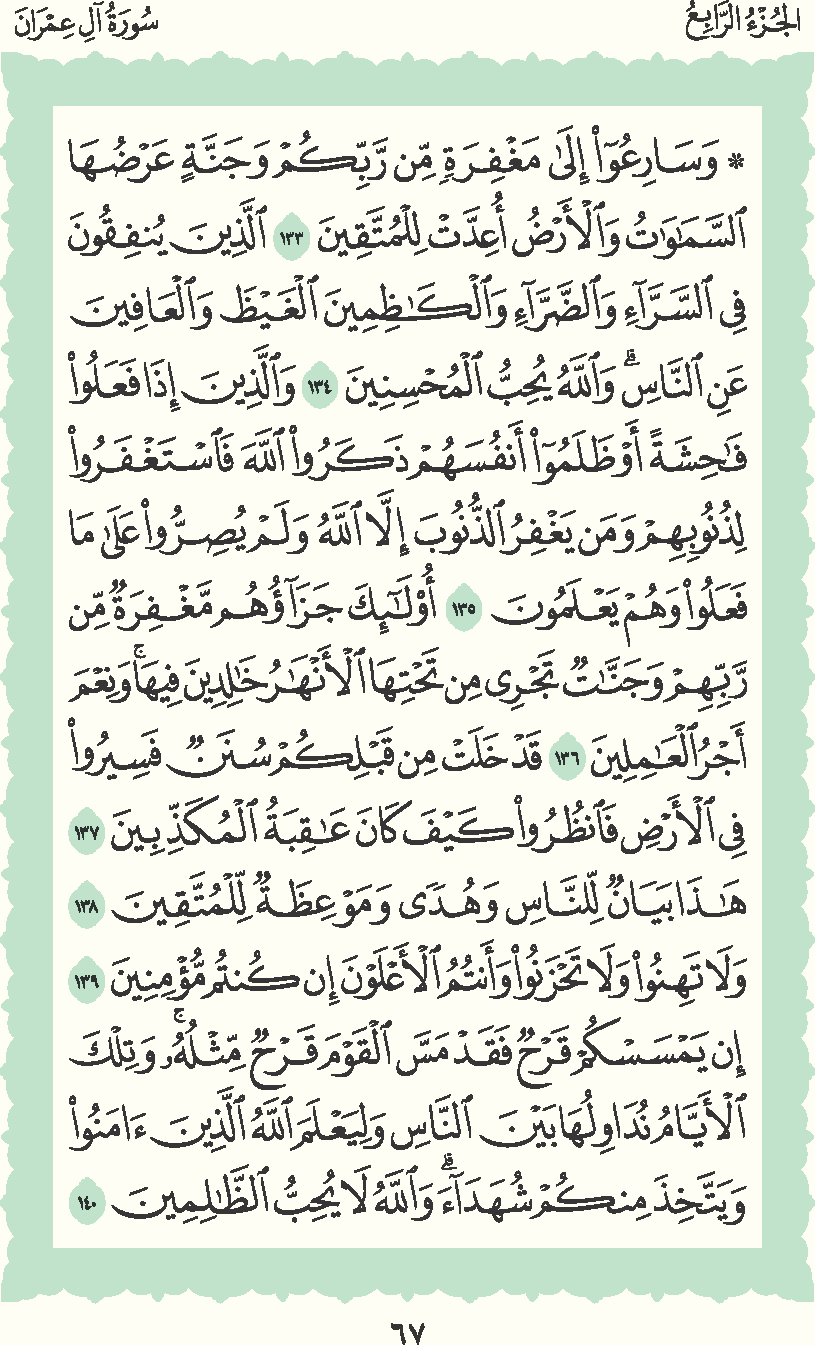 الجُزْءُ الرَّابِعُ
سُورَةُ آلِ عِمْرَانَ
* وَسَارِعُوٓا۟ إِلَىٰ مَغْفِرَةٍ مِّن رَّبِّكُمْ وَجَنَّةٍ عَرْضُهَا
ٱلسَّمَٰوَٰتُ وَٱلْأَرْضُ أُعِدَّتْ لِلْمُتَّقِينَ ١٣٣ ٱلَّذِينَ يُنفِقُونَ
فِى ٱلسَّرَّآءِ وَٱلضَّرَّآءِ وَٱلْكَٰظِمِينَ ٱلْغَيْظَ وَٱلْعَافِينَ
عَنِ ٱلنَّاسِ ۗ وَٱللَّهُ يُحِبُّ ٱلْمُحْسِنِينَ ١٣٤ وَٱلَّذِينَ إِذَا فَعَلُوا۟
فَٰحِشَةً أَوْ ظَلَمُوٓا۟ أَنفُسَهُمْ ذَكَرُوا۟ ٱللَّهَ فَٱسْتَغْفَرُوا۟
لِذُنُوبِهِمْ وَمَن يَغْفِرُ ٱلذُّنُوبَ إِلَّا ٱللَّهُ وَلَمْ يُصِرُّوا۟ عَلَىٰ مَا
فَعَلُوا۟ وَهُمْ يَعْلَمُونَ ١٣٥ أُو۟لَٰٓئِكَ جَزَآؤُهُم مَّغْفِرَةٌ مِّن
رَّبِّهِمْ وَجَنَّٰتٌ تَجْرِى مِن تَحْتِهَا ٱلْأَنْهَٰرُ خَٰلِدِينَ فِيهَا ۚ وَنِعْمَ
أَجْرُ ٱلْعَٰمِلِينَ ١٣٦ قَدْ خَلَتْ مِن قَبْلِكُمْ سُنَنٌ فَسِيرُوا۟
فِى ٱلْأَرْضِ فَٱنظُرُوا۟ كَيْفَ كَانَ عَٰقِبَةُ ٱلْمُكَذِّبِينَ ١٣٧
هَٰذَا بَيَانٌ لِّلنَّاسِ وَهُدًى وَمَوْعِظَةٌ لِّلْمُتَّقِينَ ١٣٨
وَلَا تَهِنُوا۟ وَلَا تَحْزَنُوا۟ وَأَنتُمُ ٱلْأَعْلَوْنَ إِن كُنتُم مُّؤْمِنِينَ ١٣٩
إِن يَمْسَسْكُمْ قَرْحٌ فَقَدْ مَسَّ ٱلْقَوْمَ قَرْحٌ مِّثْلُهُۥ ۚ وَتِلْكَ
ٱلْأَيَّامُ نُدَاوِلُهَا بَيْنَ ٱلنَّاسِ وَلِيَعْلَمَ ٱللَّهُ ٱلَّذِينَ ءَامَنُوا۟
وَيَتَّخِذَ مِنكُمْ شُهَدَآءَ ۗ وَٱللَّهُ لَا يُحِبُّ ٱلظَّٰلِمِينَ ١٤٠
٦٧